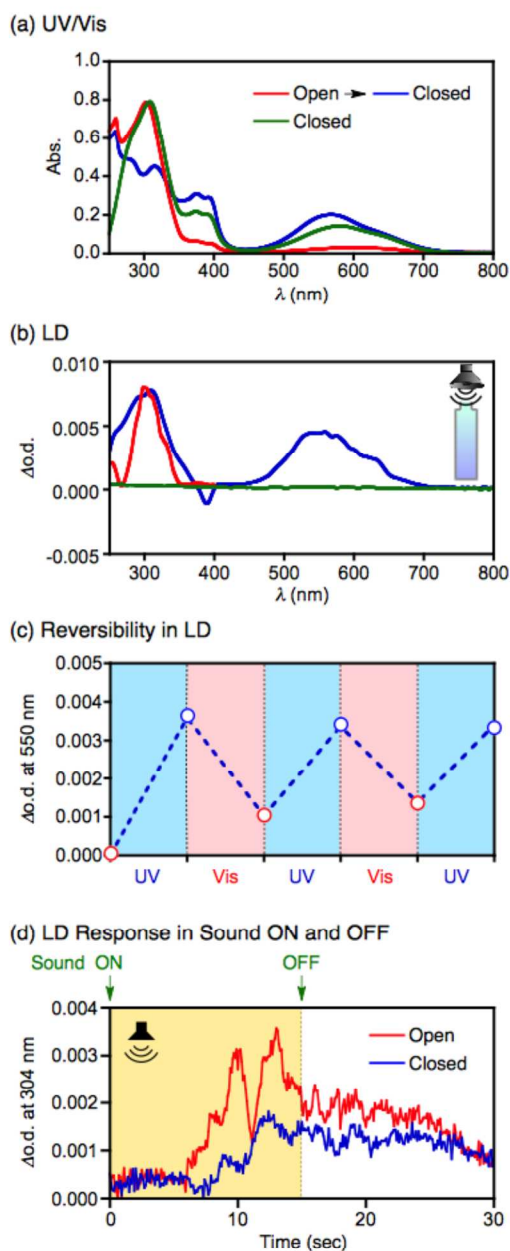 (a) UV/Vis
Open → Closed
Closed
Abs.
1.0
0.8
0.6
0.4
0.2
0.0
300 400 500 600 700 800
λ (nm)
(b) LD
Δo.d.
0.010
0.005
0.000
-0.005
300 400 500 600 700 800
λ (nm)
(c) Reversibility in LD
Δo.d. at 550 nm
0.005
0.004
0.003
0.002
0.001
0.000
UV Vis UV Vis UV
(d) LD Response in Sound ON and OFF
Sound ON OFF
Open
Closed
Δo.d. at 304 nm
0.004
0.003
0.002
0.001
0.000
0 10 20 30
Time (sec)